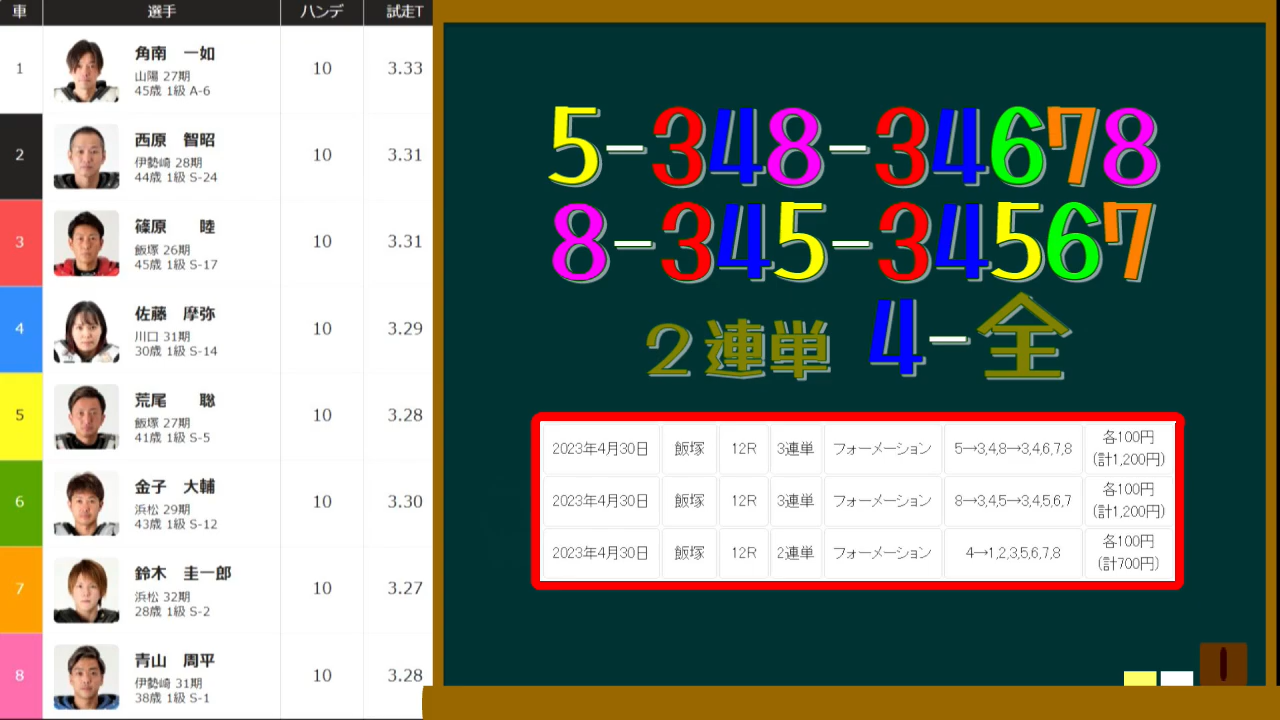 車 選手 ハンデ 試走T
1 角南 一如 10 3.33
山陽 27期
45歳 1級 A-6
2 西原 智昭 10 3.31
伊勢崎 28期
44歳 1級 S-24
3 篠原 睦 10 3.31
飯塚 26期
45歳 1級 S-17
4 佐藤 摩弥 10 3.29
川口 31期
30歳 1級 S-14
5 荒尾 聡 10 3.28
飯塚 27期
41歳 1級 S-5
6 金子 大輔 10 3.30
浜松 29期
43歳 1級 S-12
7 鈴木 圭一郎 10 3.27
浜松 32期
28歳 1級 S-2
8 青山 周平 10 3.28
伊勢崎 31期
38歳 1級 S-1
5-348-34678
8-345-34567
2連単 4-全
2023年4月30日 飯塚 12R 3連単 フォーメーション 5→3,4,8→3,4,6,7,8 各100円
(計1,200円)
2023年4月30日 飯塚 12R 3連単 フォーメーション 8→3,4,5→3,4,5,6,7 各100円
(計1,200円)
2023年4月30日 飯塚 12R 2連単 フォーメーション 4→1,2,3,5,6,7,8 各100円
(計700円)